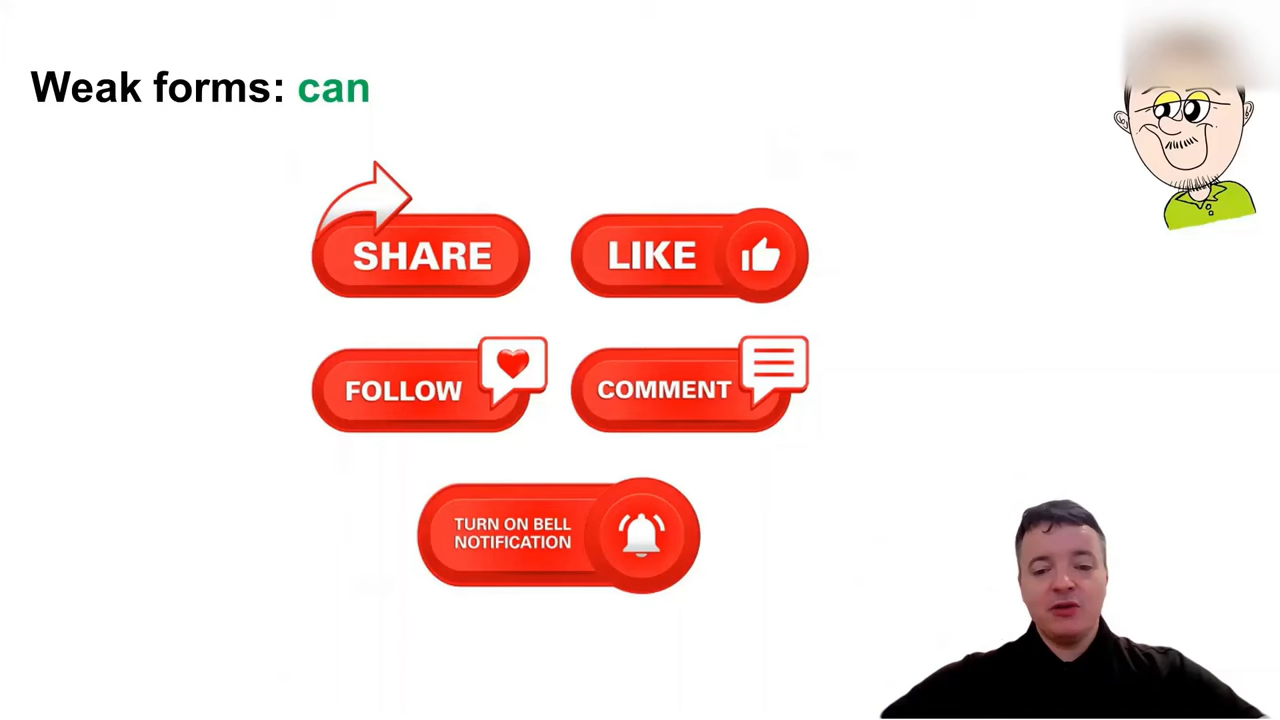 Weak forms: can
SHARE
LIKE
FOLLOW
COMMENT
TURN ON BELL
NOTIFICATION